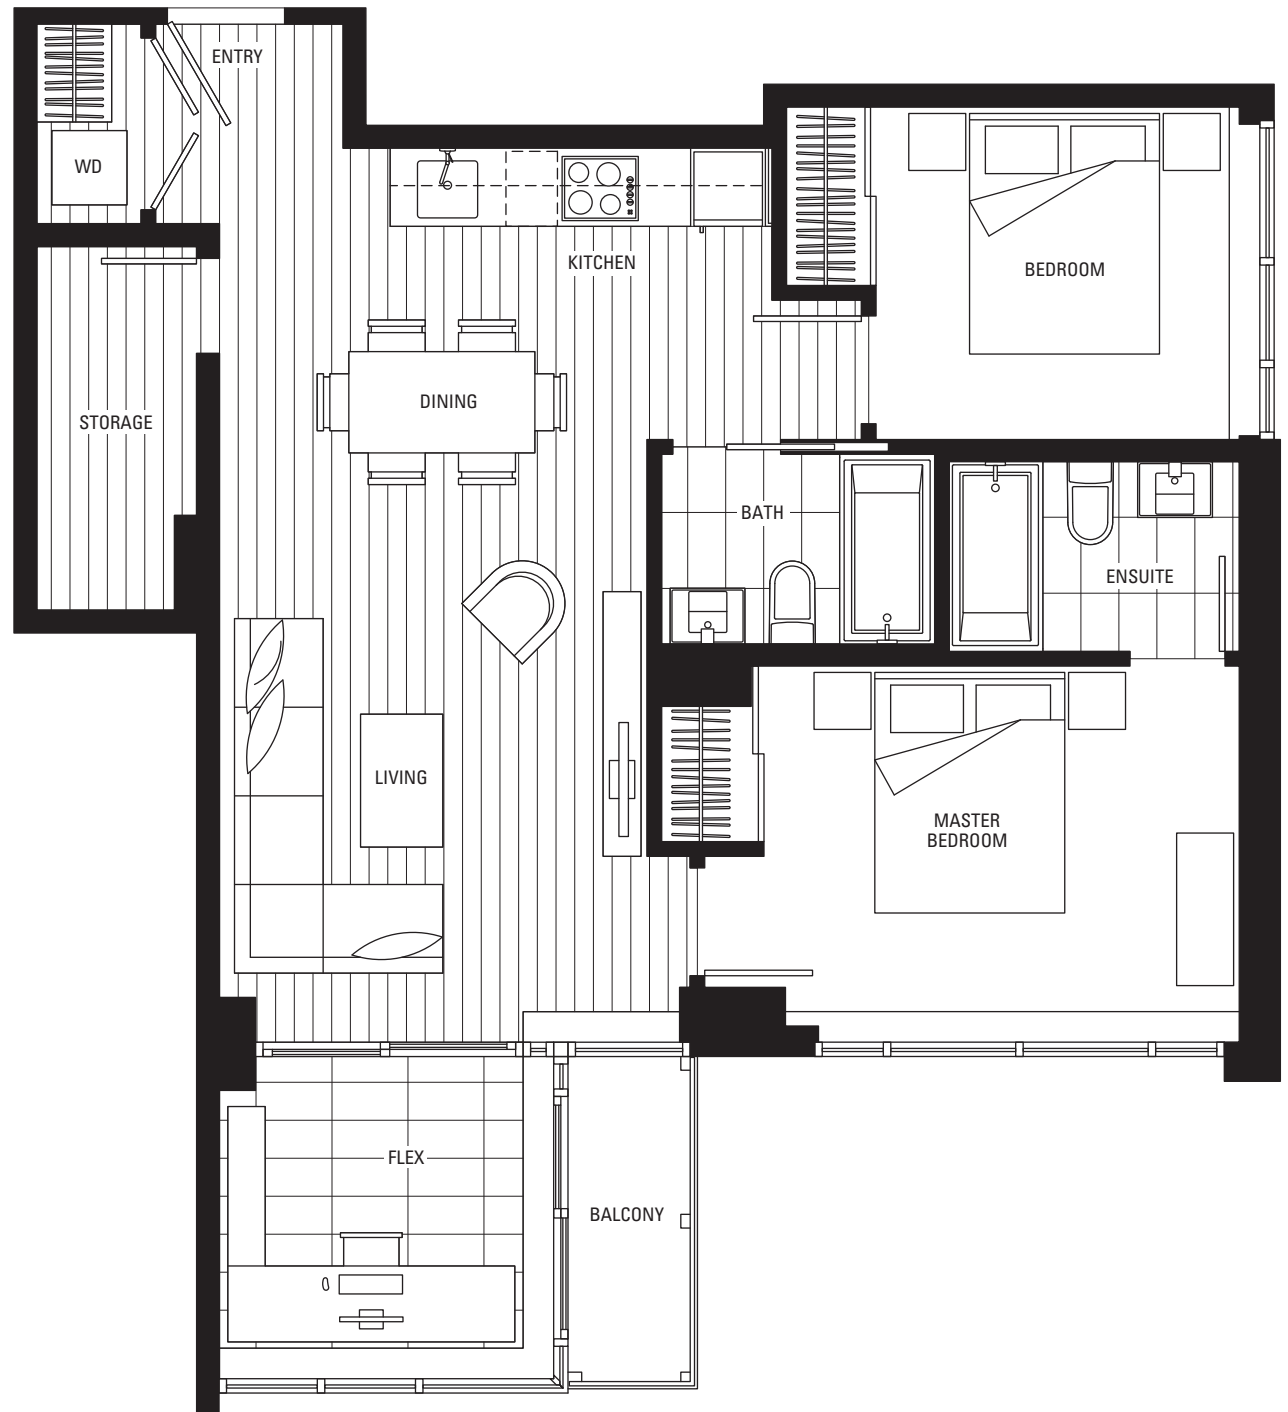 ENTRY
WD
KITCHEN
BEDROOM
DINING
STORAGE
BATH
ENSUITE
LIVING
MASTER
BEDROOM
FLEX
BALCONY